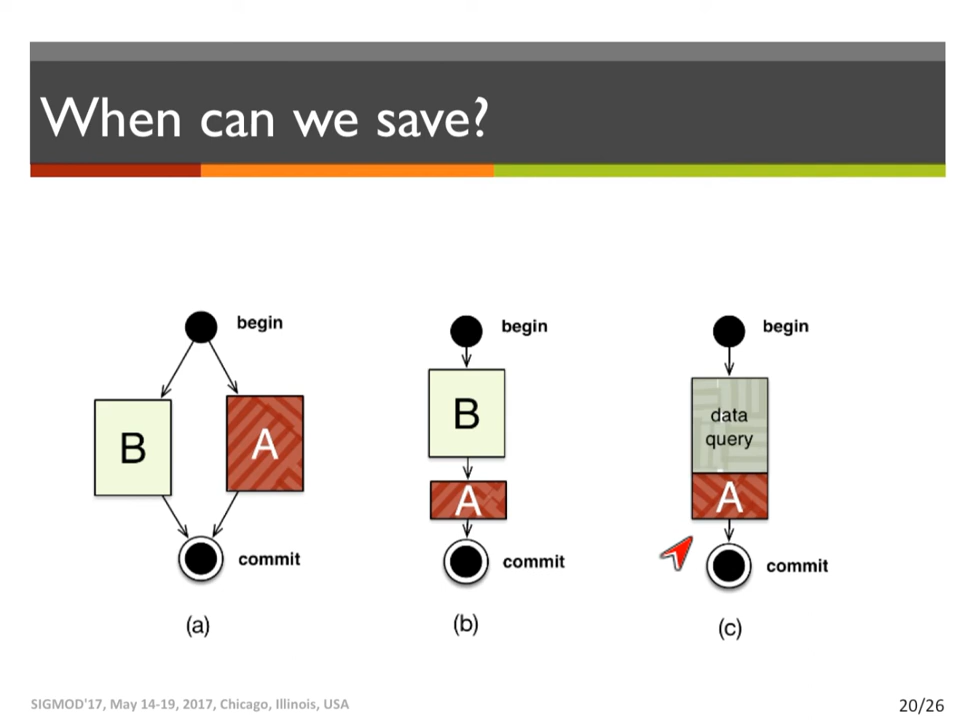 When can we save?
begin
B
A
commit
(a)
begin
B
A
commit
(b)
begin
data
query
A
commit
(c)
SIGMOD'17, May 14-19, 2017, Chicago, Illinois, USA
20/26